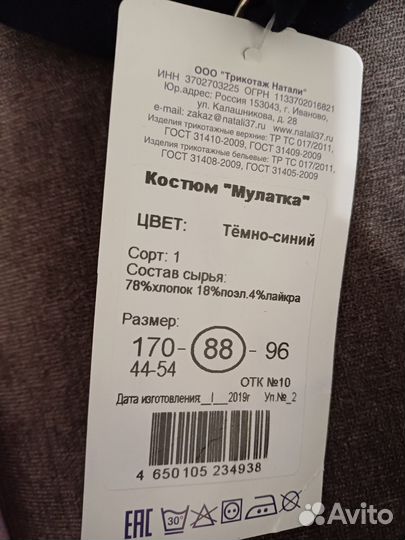 ООО "Трикотаж Натали"
ИНН 3702703225 ОГРН 1133702016821
Юр.адрес: Россия 153043, г. Иваново,
ул. Калашникова, д. 28
e-mail: zakaz@natali37.ru, www.natali37.ru
Изделия трикотажные верхние: ТР ТС 017/2011,
ГОСТ 31410-2009, ГОСТ 31409-2009
Изделия трикотажные бельевые: ТР ТС 017/2011,
ГОСТ 31408-2009, ГОСТ 31405-2009
Костюм "Мулатка"
ЦВЕТ: Тёмно-синий
Сорт: 1
Состав сырья:
78%хлопок 18%поэл.4%лайкра
Размер:
170- 88 - 96
44-54
ОТК №10
Дата изготовления:__I___2019г Уп.№_2
4 650105 234938
EAC 30°
Avito